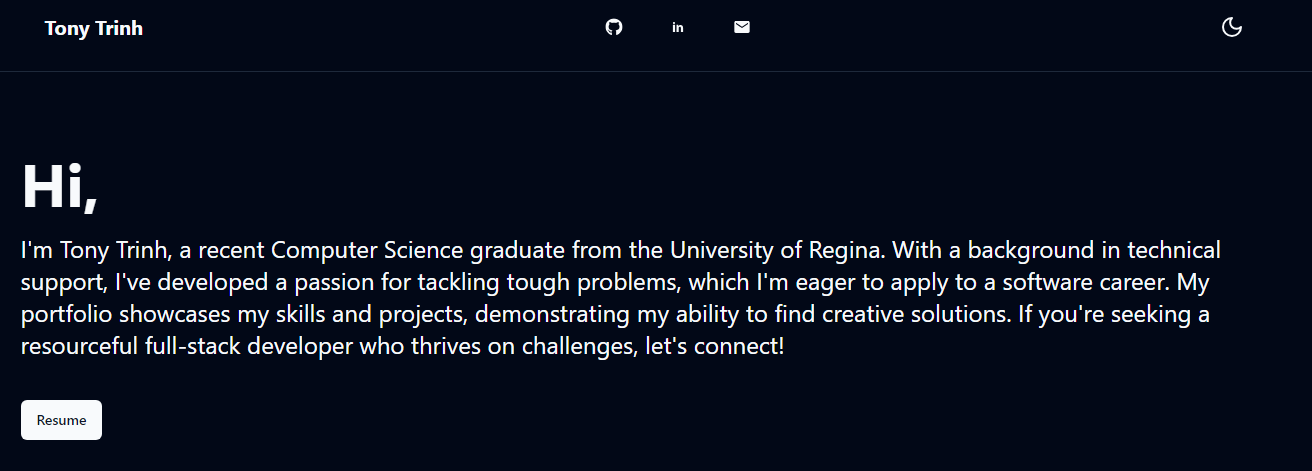 Tony Trinh
in
Hi,
I'm Tony Trinh, a recent Computer Science graduate from the University of Regina. With a background in technical
support, I've developed a passion for tackling tough problems, which I'm eager to apply to a software career. My
portfolio showcases my skills and projects, demonstrating my ability to find creative solutions. If you're seeking a
resourceful full-stack developer who thrives on challenges, let's connect!
Resume